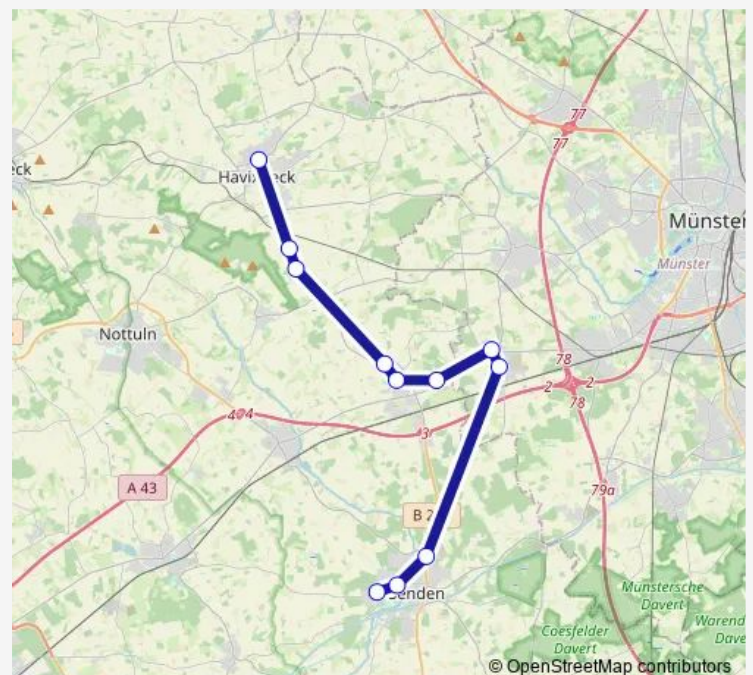 77
77
eck
Havixbeck
Münster
Münster
Nottuln
78
2
2
78
4
4
3
A 43
79a
B 2
Senden
Münstersche
Davert
Coesfelder
Davert
Warend
Dave
© OpenStreetMap contributors